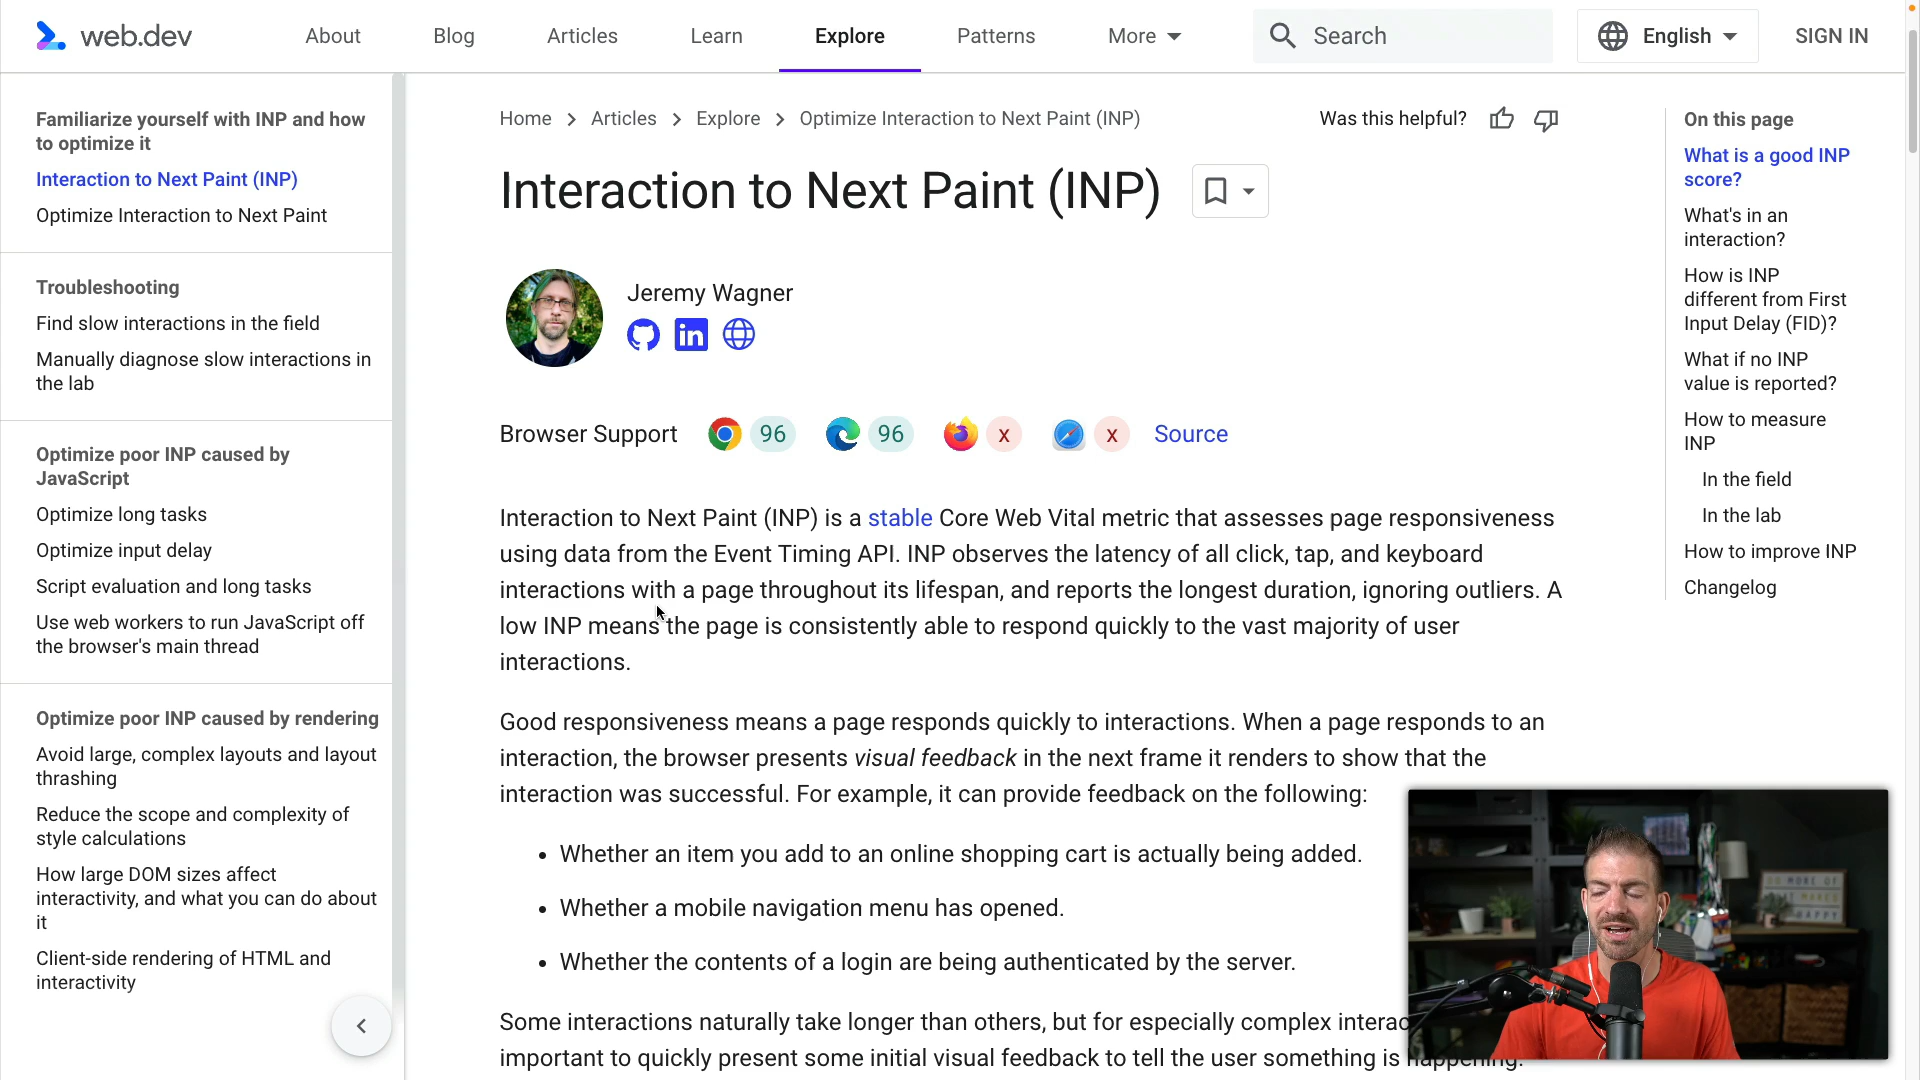 web.dev
About
Blog
Articles
Learn
Explore
Patterns
More
Search
English
SIGN IN
Familiarize yourself with INP and how
to optimize it
Interaction to Next Paint (INP)
Optimize Interaction to Next Paint
Troubleshooting
Find slow interactions in the field
Manually diagnose slow interactions in
the lab
Optimize poor INP caused by
JavaScript
Optimize long tasks
Optimize input delay
Script evaluation and long tasks
Use web workers to run JavaScript off
the browser's main thread
Optimize poor INP caused by rendering
Avoid large, complex layouts and layout
thrashing
Reduce the scope and complexity of
style calculations
How large DOM sizes affect
interactivity, and what you can do about
it
Client-side rendering of HTML and
interactivity
Home > Articles > Explore > Optimize Interaction to Next Paint (INP)
Was this helpful?
Interaction to Next Paint (INP)
Jeremy Wagner
in
Browser Support 96 96 x x Source
Interaction to Next Paint (INP) is a stable Core Web Vital metric that assesses page responsiveness
using data from the Event Timing API. INP observes the latency of all click, tap, and keyboard
interactions with a page throughout its lifespan, and reports the longest duration, ignoring outliers. A
low INP means the page is consistently able to respond quickly to the vast majority of user
interactions.
Good responsiveness means a page responds quickly to interactions. When a page responds to an
interaction, the browser presents visual feedback in the next frame it renders to show that the
interaction was successful. For example, it can provide feedback on the following:
• Whether an item you add to an online shopping cart is actually being added.
• Whether a mobile navigation menu has opened.
• Whether the contents of a login are being authenticated by the server.
Some interactions naturally take longer than others, but for especially complex interac
important to quickly present some initial visual feedback to tell the user something is happening.
On this page
What is a good INP
score?
What's in an
interaction?
How is INP
different from First
Input Delay (FID)?
What if no INP
value is reported?
How to measure
INP
In the field
In the lab
How to improve INP
Changelog
DO MORE OF
MAKES
HAPPY